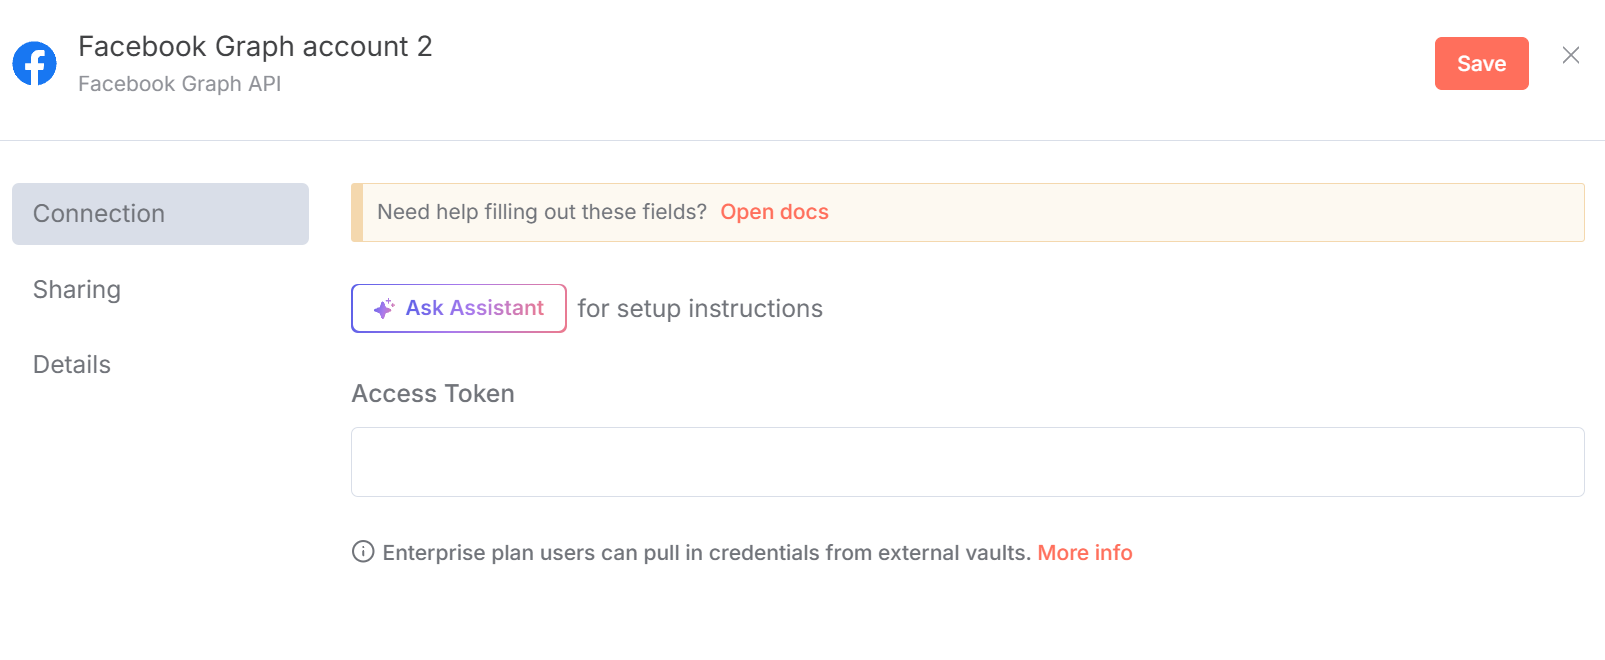 Facebook Graph account 2
Facebook Graph API
Save
Connection
Sharing
Details
Need help filling out these fields? Open docs
Ask Assistant for setup instructions
Access Token
Enterprise plan users can pull in credentials from external vaults. More info